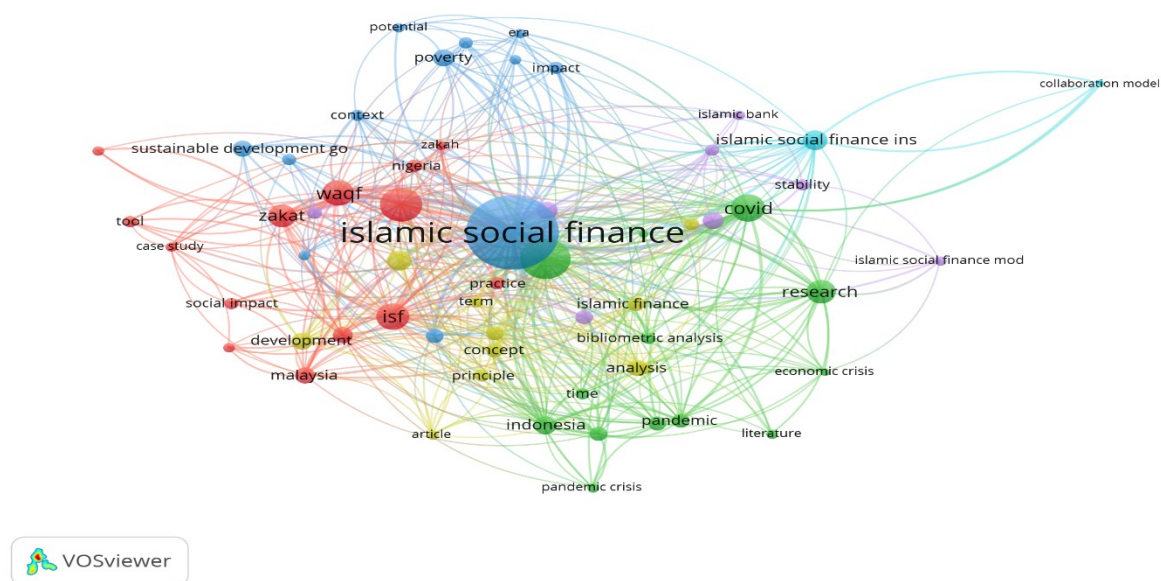 potential
era
poverty
impact
collaboration model
context
islamic bank
islamic social finance ins
zakah
sustainable development go
nigeria
stability
waqf
covid
zakat
tool
islamic social finance
case study
islamic social finance mod
practice
research
social impact
term
islamic finance
isf
bibliometric analysis
development
concept
analysis
economic crisis
malaysia
principle
time
pandemic
indonesia
article
literature
pandemic crisis
VOSviewer